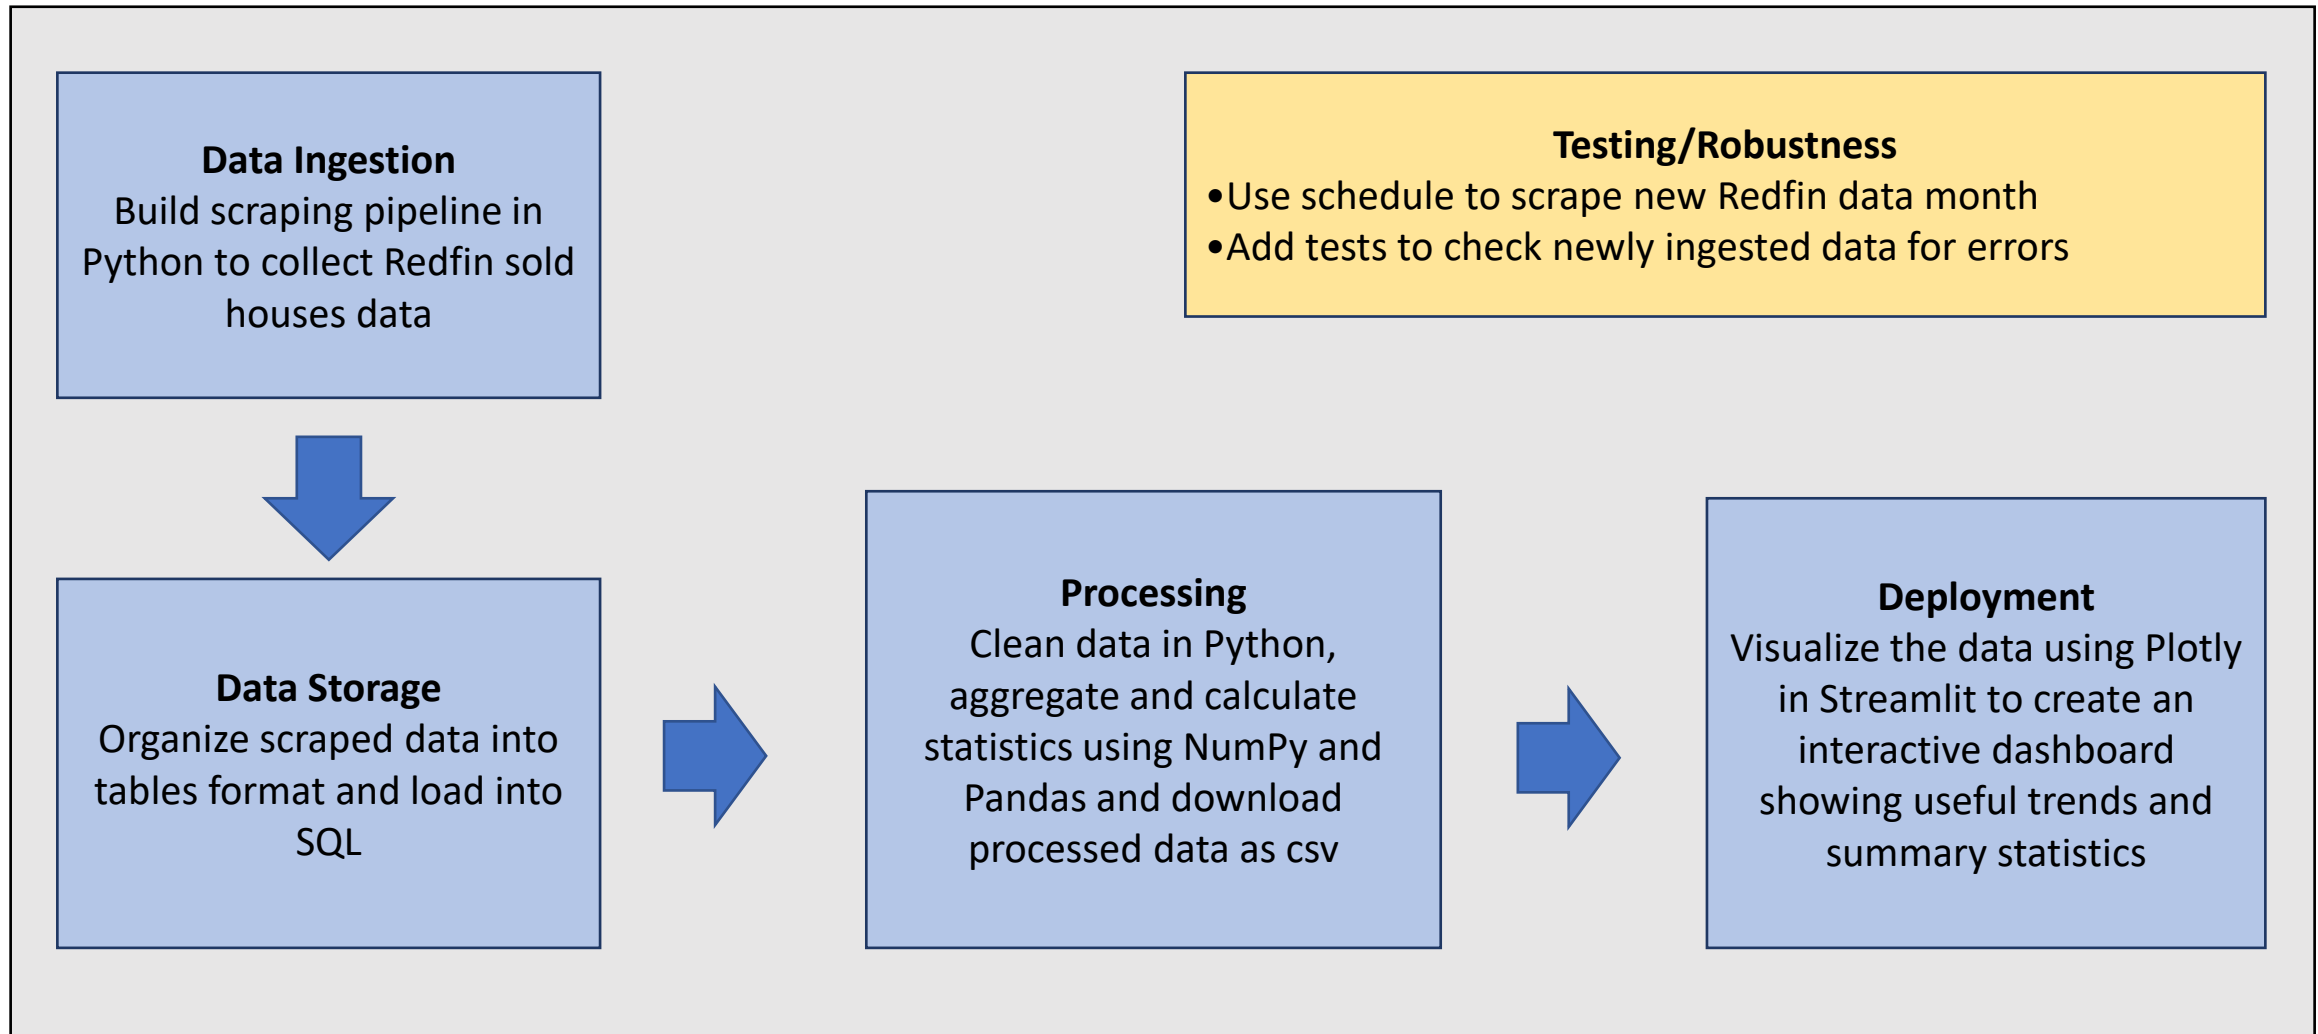 Data Ingestion
Build scraping pipeline in
Python to collect Redfin sold
houses data
Testing/Robustness
•Use schedule to scrape new Redfin data month
•Add tests to check newly ingested data for errors
Data Storage
Organize scraped data into
tables format and load into
SQL
Processing
Clean data in Python,
aggregate and calculate
statistics using NumPy and
Pandas and download
processed data as csv
Deployment
Visualize the data using Plotly
in Streamlit to create an
interactive dashboard
showing useful trends and
summary statistics